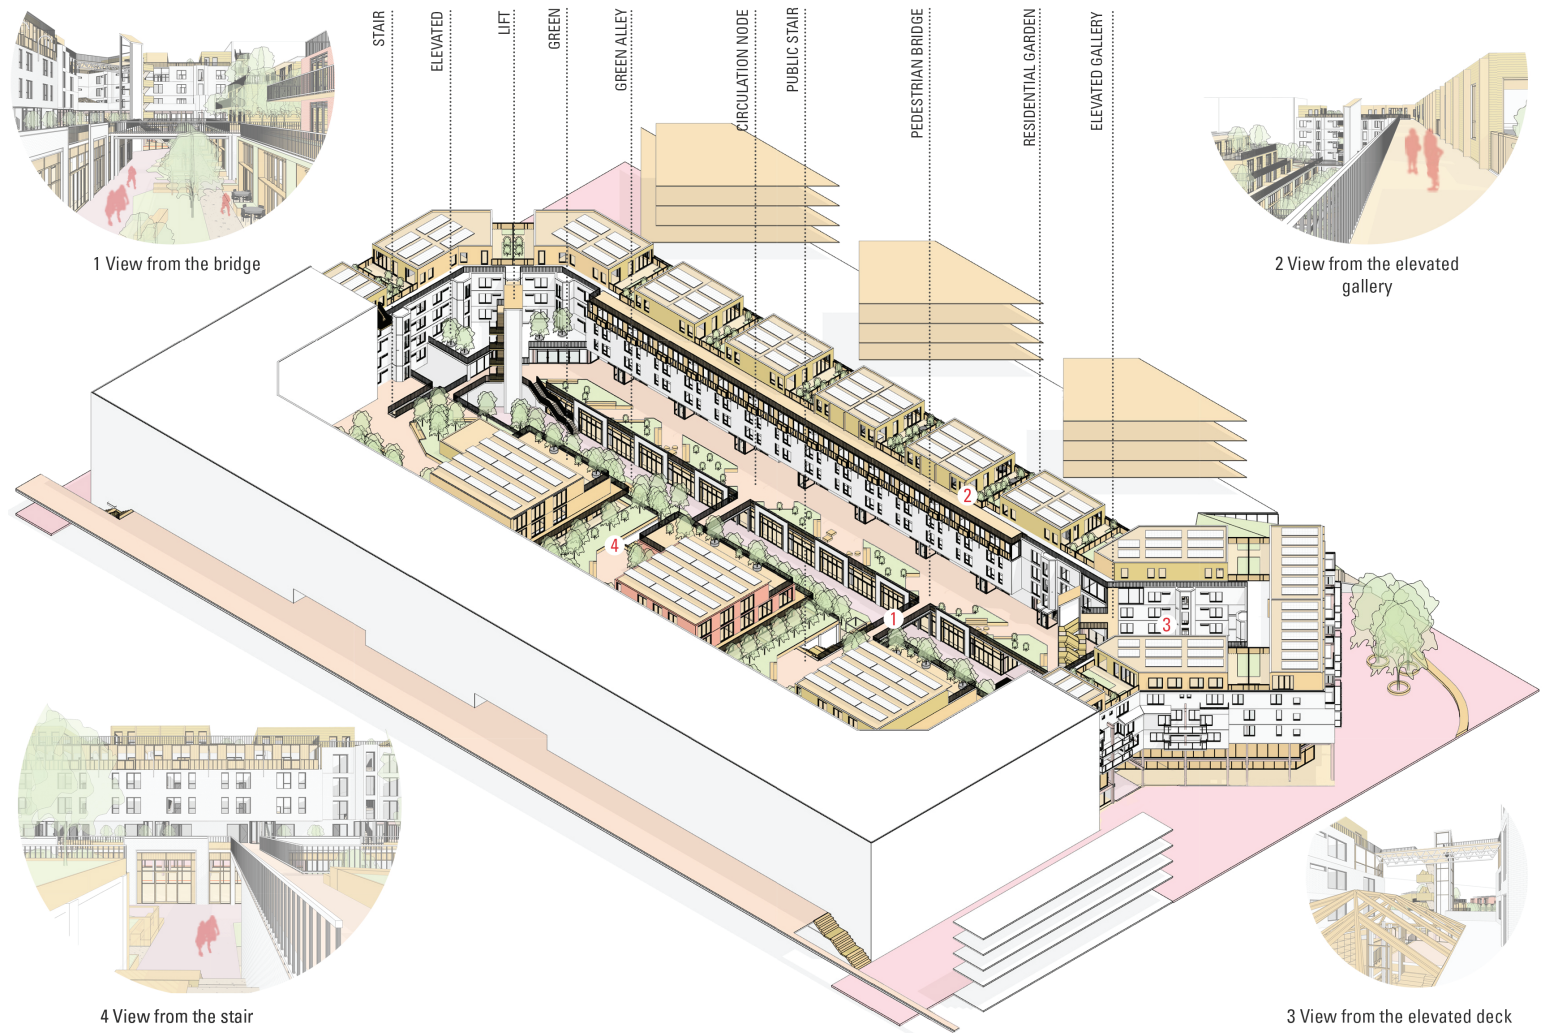 STAIR
ELEVATED
LIFT
GREEN
GREEN ALLEY
CIRCULATION NODE
PUBLIC STAIR
PEDESTRIAN BRIDGE
RESIDENTIAL GARDEN
ELEVATED GALLERY
1 View from the bridge
2 View from the elevated
gallery
2
4
1
3
4 View from the stair
3 View from the elevated deck